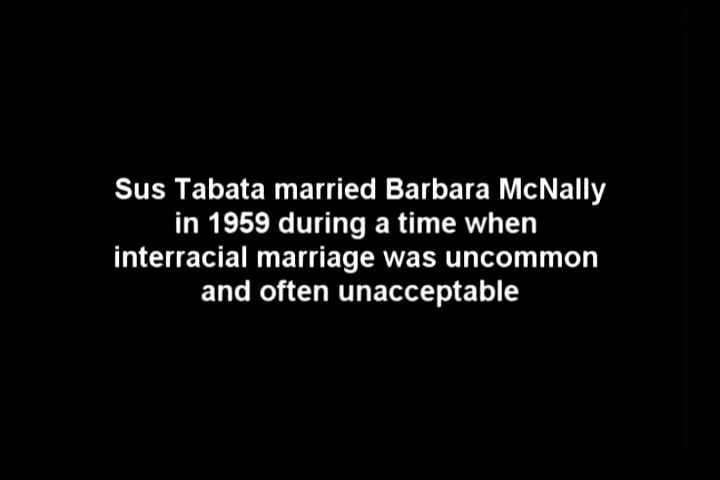 Sus Tabata married Barbara McNally
in 1959 during a time when
interracial marriage was uncommon
and often unacceptable